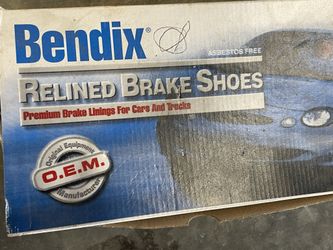 Bendix®
ASBESTOS FREE
RELINED BRAKE SHOES
Premium Brake Linings For Cars And Trucks
Original Equipment
O.E.M.
Manufacturer